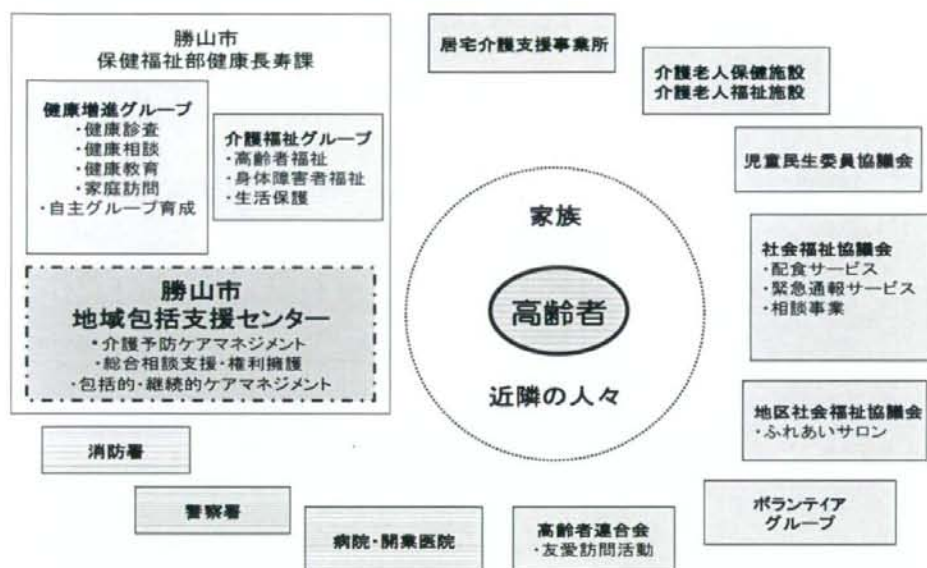 勝山市
保健福祉部健康長寿課
健康増進グループ
・健康診査
・健康相談
・健康教育
・家庭訪問
・自主グループ育成
介護福祉グループ
・高齢者福祉
・身体障害者福祉
・生活保護
勝山市
地域包括支援センター
・介護予防ケアマネジメント
・総合相談支援・権利擁護
・包括的・継続的ケアマネジメント
居宅介護支援事業所
介護老人保健施設
介護老人福祉施設
児童民生委員協議会
家族
高齢者
近隣の人々
社会福祉協議会
・配食サービス
・緊急通報サービス
・相談事業
地区社会福祉協議会
・ふれあいサロン
消防署
警察署
病院・開業医院
高齢者連合会
・友愛訪問活動
ボランティア
グループ